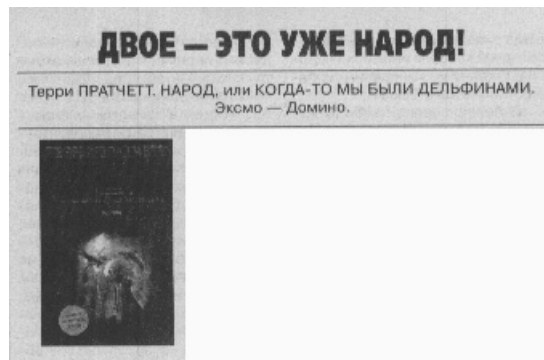 ДВОЕ — ЭТО УЖЕ НАРОД!
Терри ПРАТЧЕТТ. НАРОД, или КОГДА-ТО МЫ БЫЛИ ДЕЛЬФИНАМИ.
Эксмо — Домино.